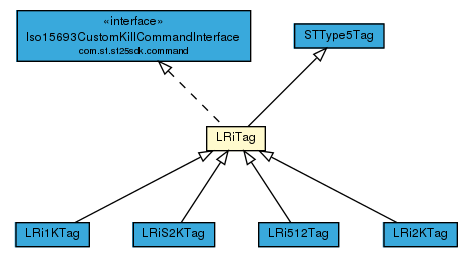 «interface»
Iso15693CustomKillCommandInterface
com.st.st25sdk.command
STType5Tag
LRiTag
LRi1KTag
LRiS2KTag
LRi512Tag
LRi2KTag